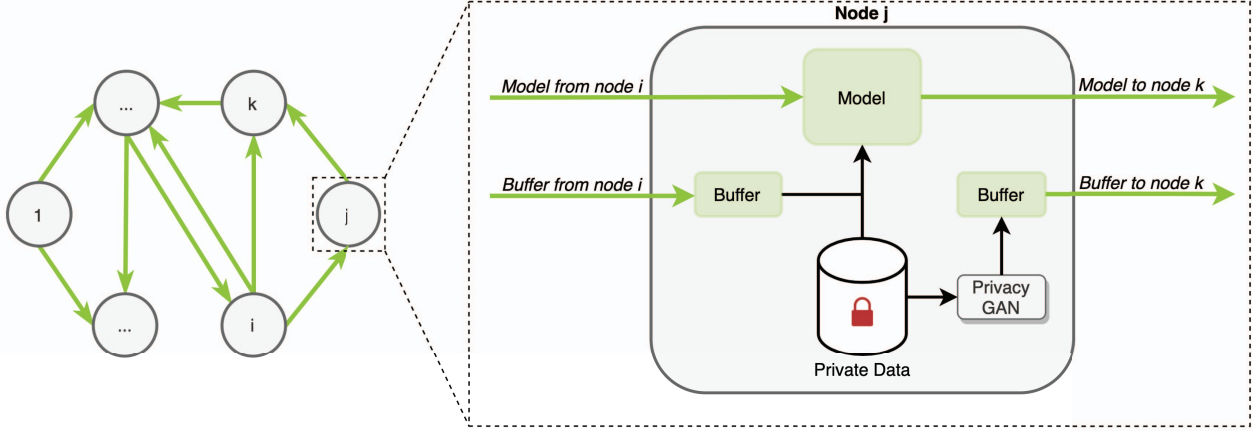 Node j
...
k
1
j
...
i
Model from node i
Model
Model to node k
Buffer from node i
Buffer
Buffer
Buffer to node k
Privacy
GAN
Private Data